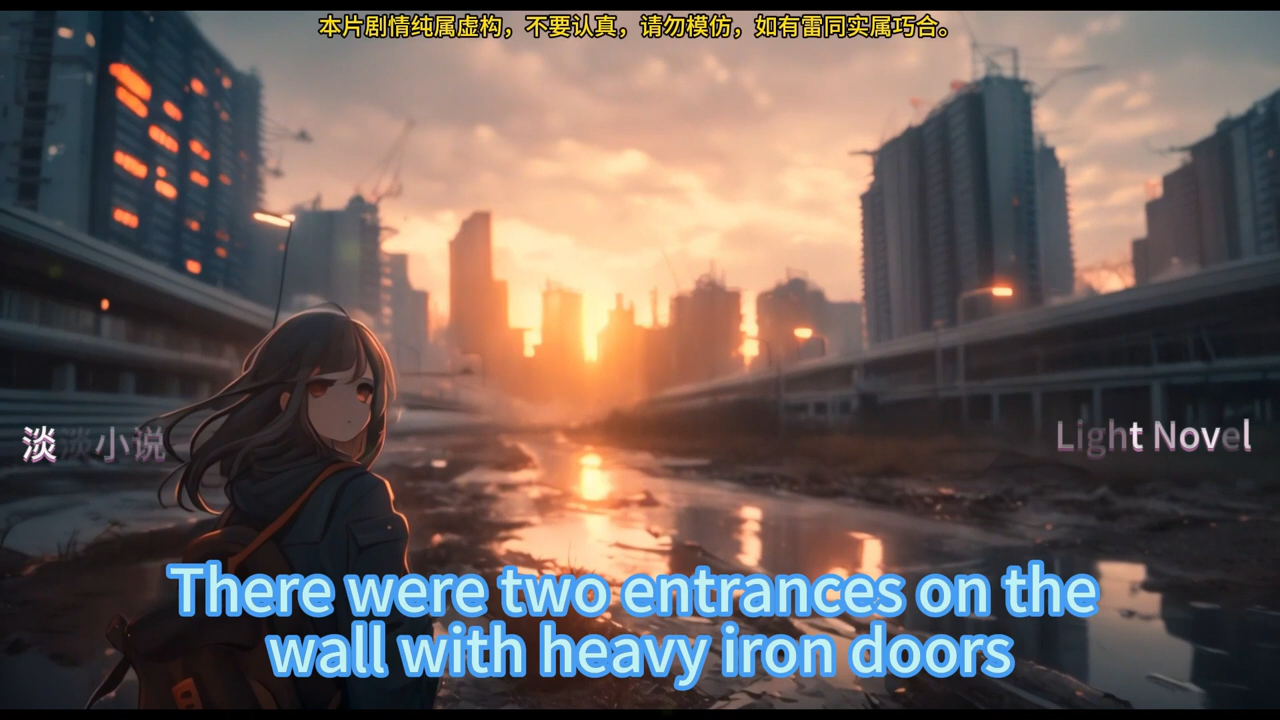 本片剧情纯属虚构，不要认真，请勿模仿，如有雷同实属巧合。
淡淡小说
Light Novel
There were two entrances on the
wall with heavy iron doors